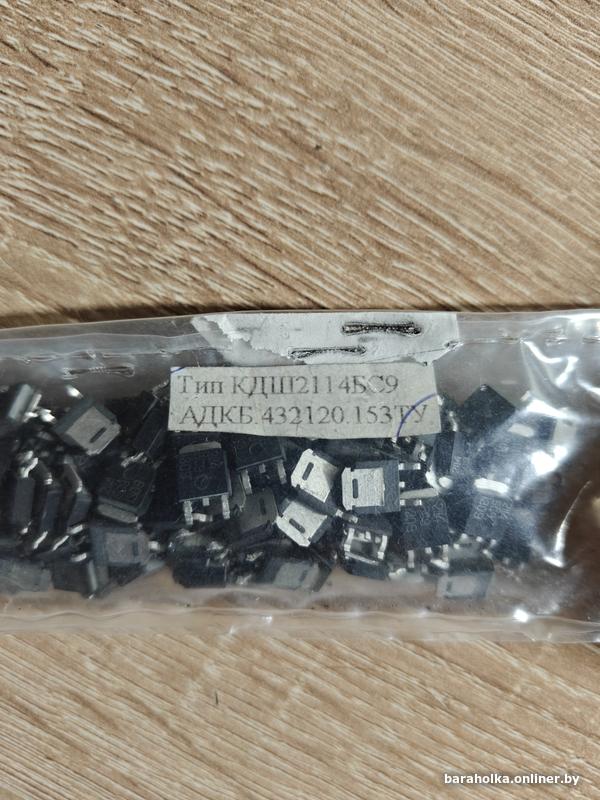 Тип КДШ2114БС9
АДКБ.432120.153ТУ
baraholka.onliner.by